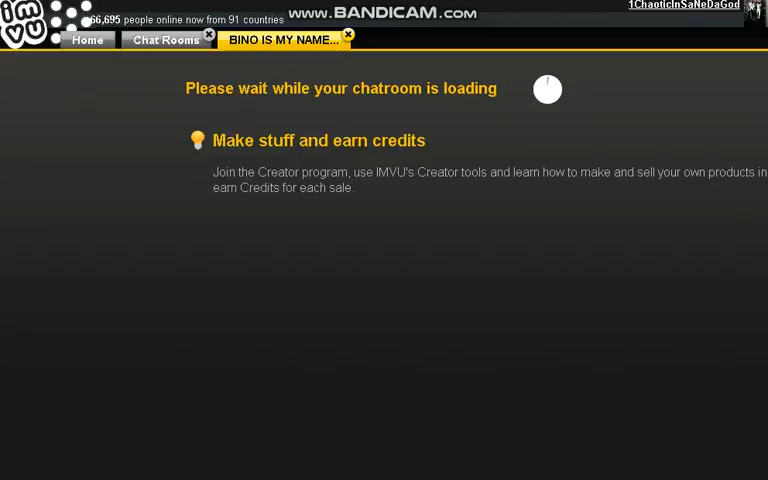 imvu
66,695 people online now from 91 countries
WWW.BANDICAM.COM
1ChaoticInSaNeDaGod
Home
Chat Rooms
BINO IS MY NAME...
Please wait while your chatroom is loading
Make stuff and earn credits
Join the Creator program, use IMVU's Creator tools and learn how to make and sell your own products in
earn Credits for each sale.